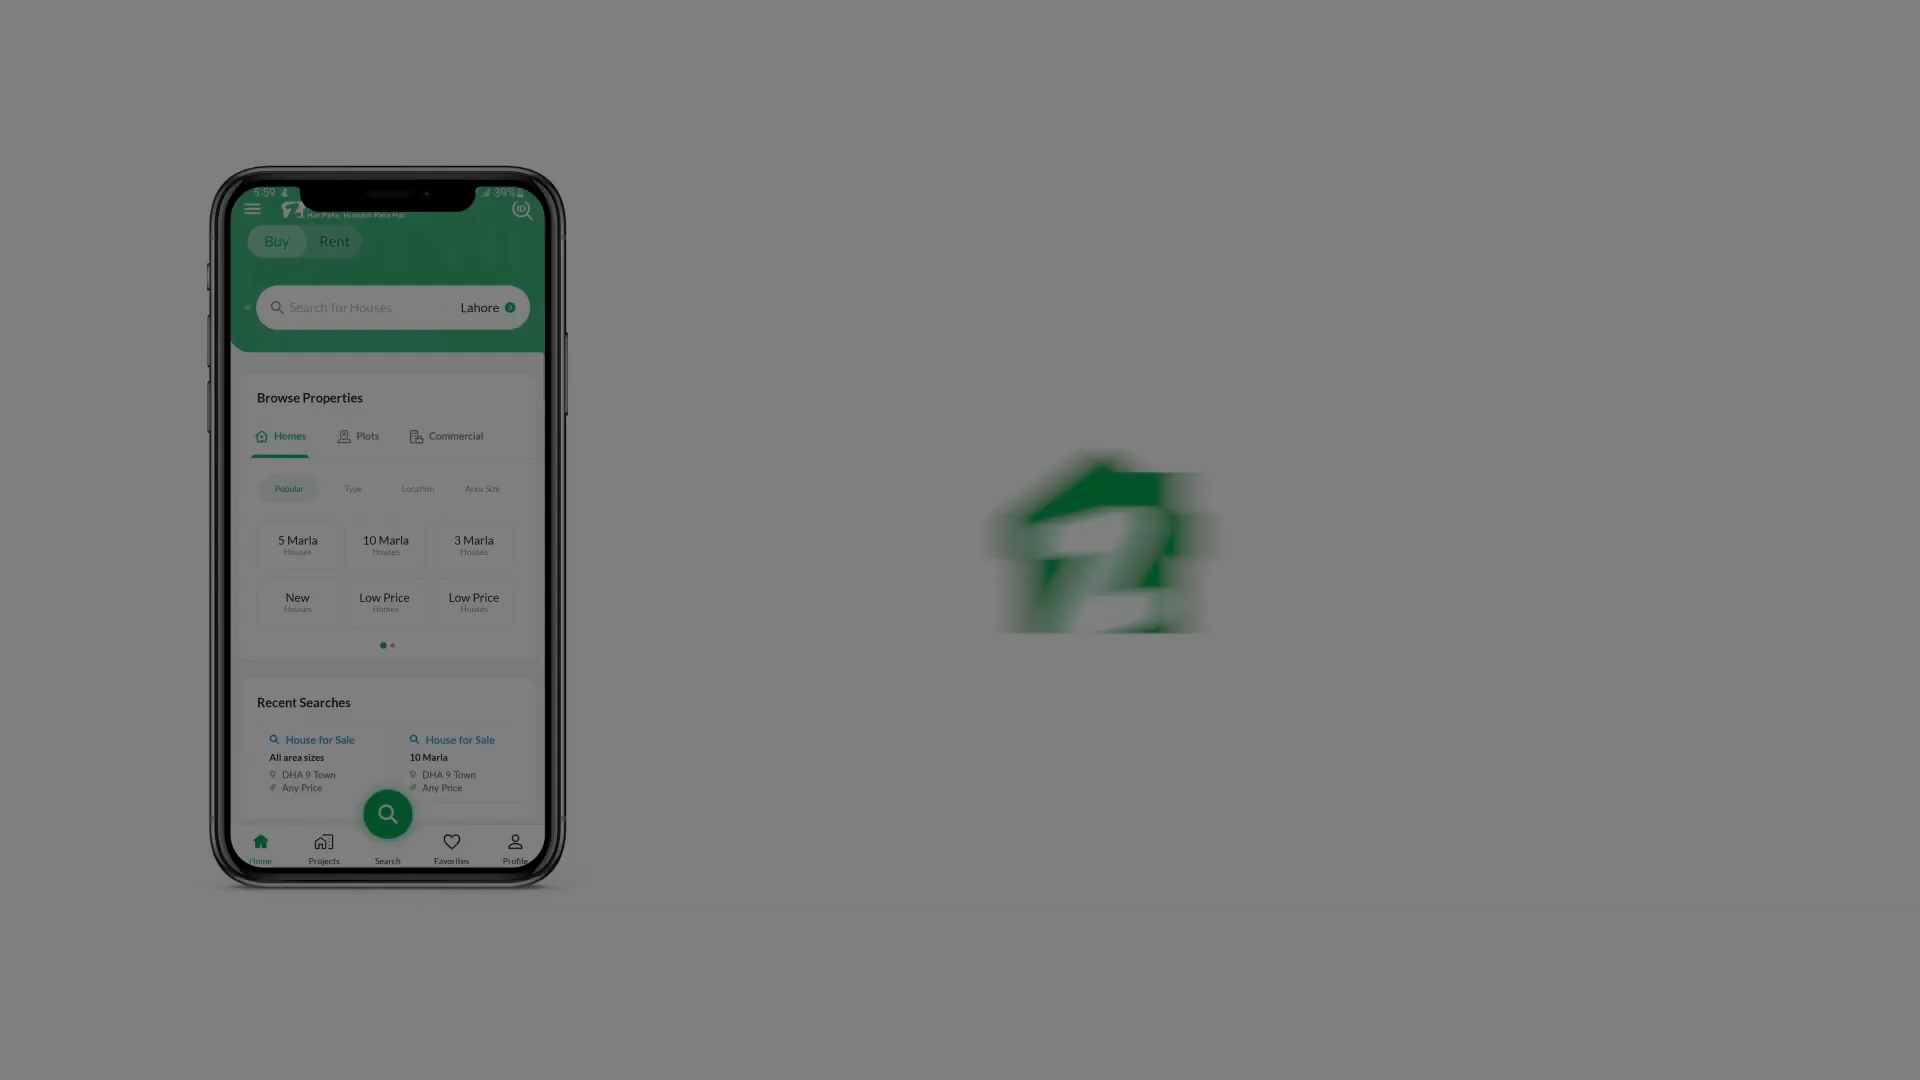 5:59
39%
Har Pata, Humain Pata Hai
Buy Rent
Search for Houses Lahore
Browse Properties
Homes Plots Commercial
Popular Type Location Area Size
5 Marla 10 Marla 3 Marla
Houses Houses Houses
New Low Price Low Price
Houses Homes Houses
Recent Searches
House for Sale House for Sale
All area sizes 10 Marla
DHA 9 Town DHA 9 Town
Any Price Any Price
Home Projects Search Favorites Profile